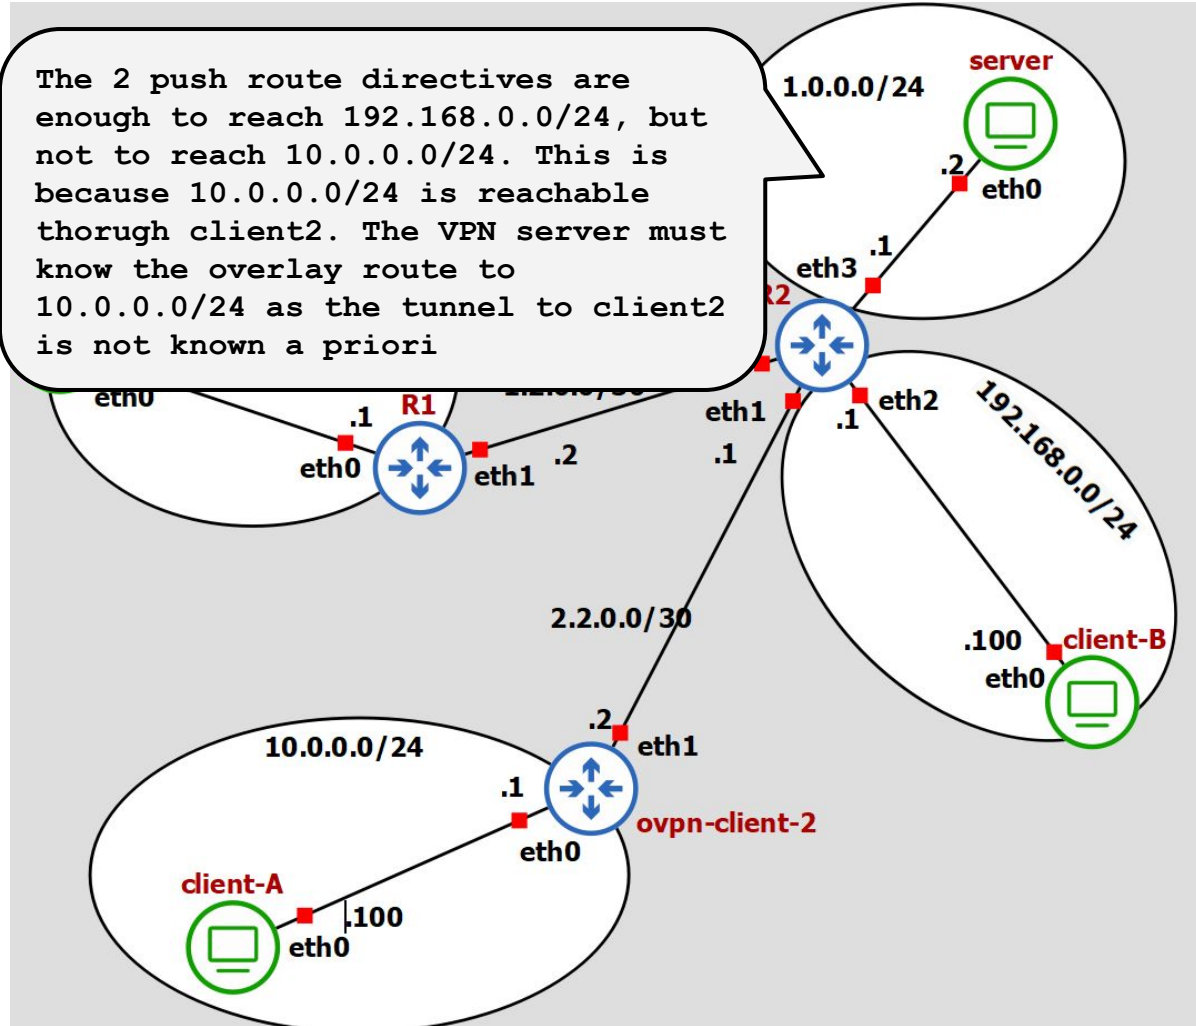 The 2 push route directives are
enough to reach 192.168.0.0/24, but
not to reach 10.0.0.0/24. This is
because 10.0.0.0/24 is reachable
thorugh client2. The VPN server must
know the overlay route to
10.0.0.0/24 as the tunnel to client2
is not known a priori
server
1.0.0.0/24
.2
eth0
.1
eth3
eth0
.1
R1
eth0
eth1
.2
eth1
.1
.1
eth2
192.168.0.0/24
2.2.0.0/30
.100
client-B
eth0
.2
eth1
10.0.0.0/24
.1
ovpn-client-2
eth0
client-A
.100
eth0